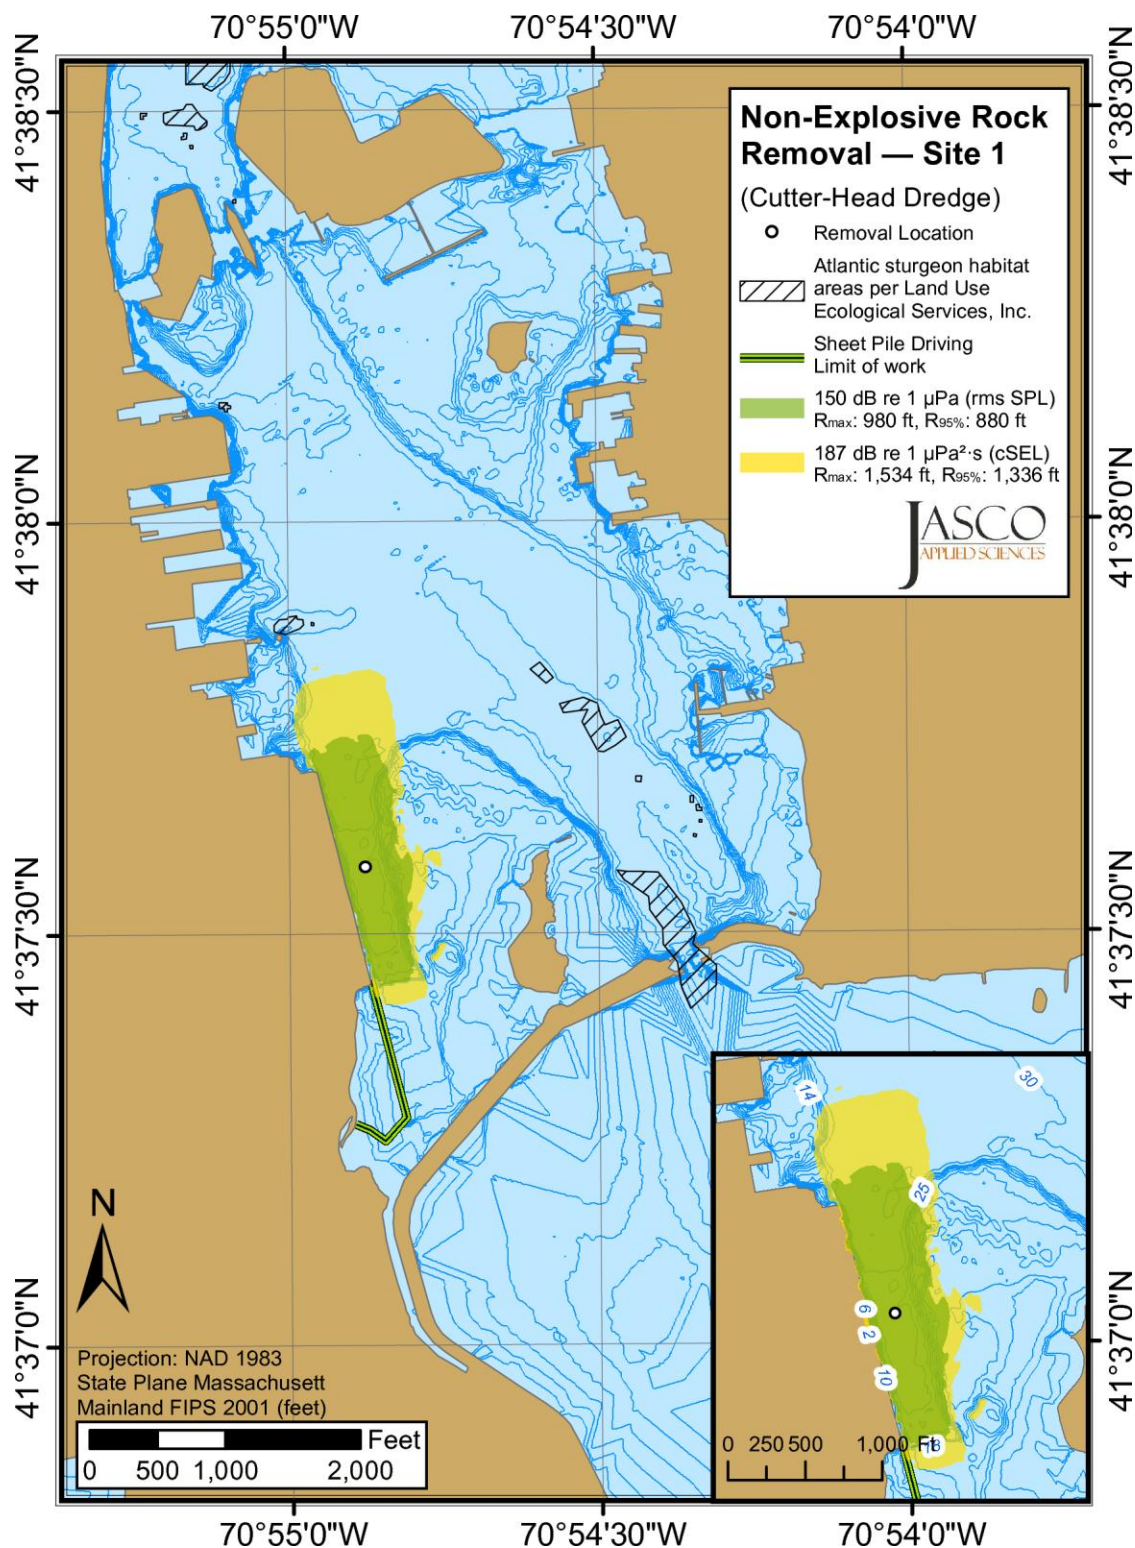 70°55'0"W 70°54'30"W 70°54'0"W
41°38'30"N
41°38'30"N
Non-Explosive Rock
Removal — Site 1
(Cutter-Head Dredge)
Removal Location
Atlantic sturgeon habitat
areas per Land Use
Ecological Services, Inc.
Sheet Pile Driving
Limit of work
150 dB re 1 µPa (rms SPL)
Rmax: 980 ft, R95%: 880 ft
187 dB re 1 µPa²·s (cSEL)
Rmax: 1,534 ft, R95%: 1,336 ft
JASCO
APPLIED SCIENCES
41°38'0"N
41°38'0"N
41°37'30"N
41°37'30"N
14
30
25
6
2
10
18
0 250 500 1,000 Ft
N
41°37'0"N
41°37'0"N
Projection: NAD 1983
State Plane Massachusett
Mainland FIPS 2001 (feet)
Feet
0 500 1,000 2,000
70°55'0"W 70°54'30"W 70°54'0"W